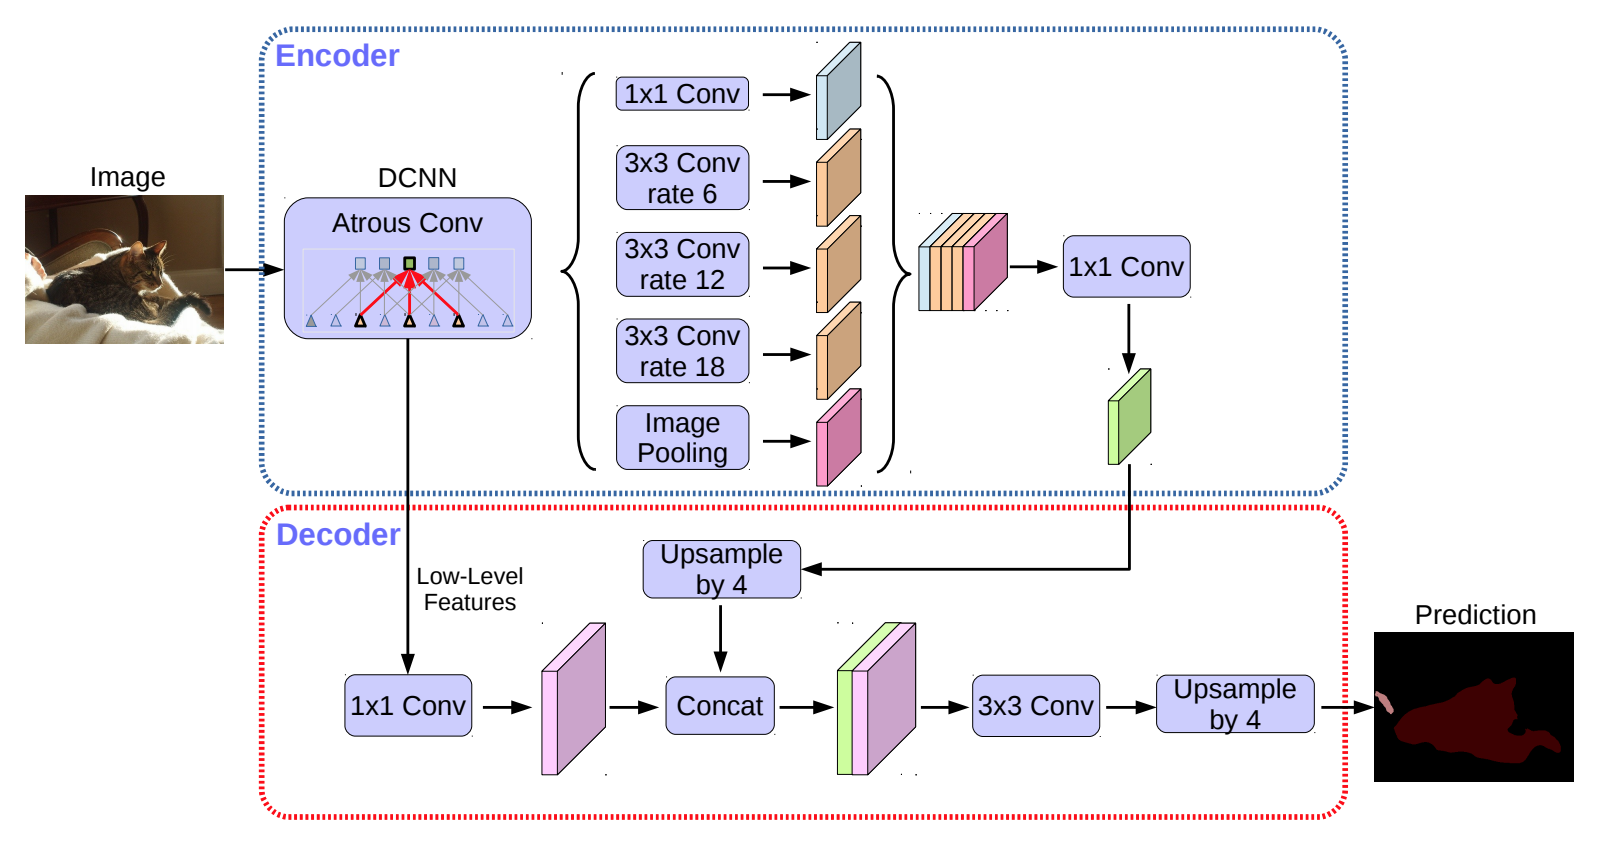 Encoder
Image
DCNN
Atrous Conv
1x1 Conv
3x3 Conv
rate 6
3x3 Conv
rate 12
3x3 Conv
rate 18
Image
Pooling
1x1 Conv
Decoder
Low-Level
Features
Upsample
by 4
1x1 Conv
Concat
3x3 Conv
Upsample
by 4
Prediction